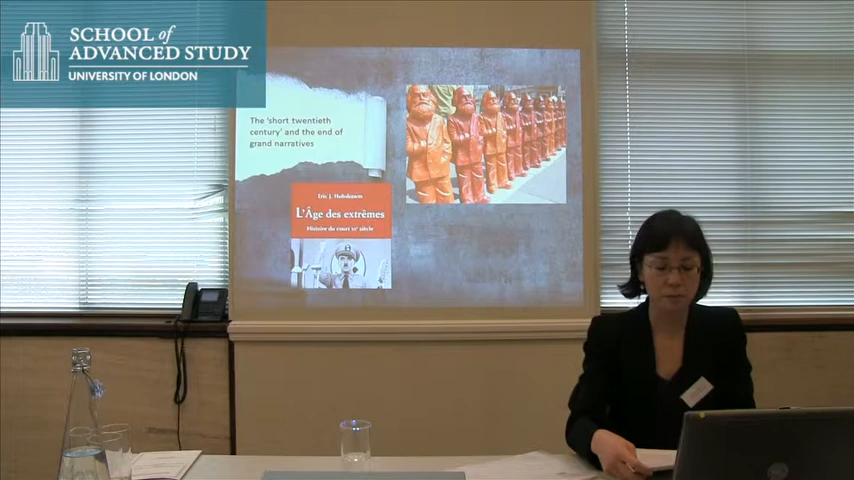 SCHOOL of
ADVANCED STUDY
UNIVERSITY OF LONDON
The 'short twentieth
century' and the end of
grand narratives
Eric J. Hobsbawm
L'Âge des extrêmes
Histoire du court XXe siècle